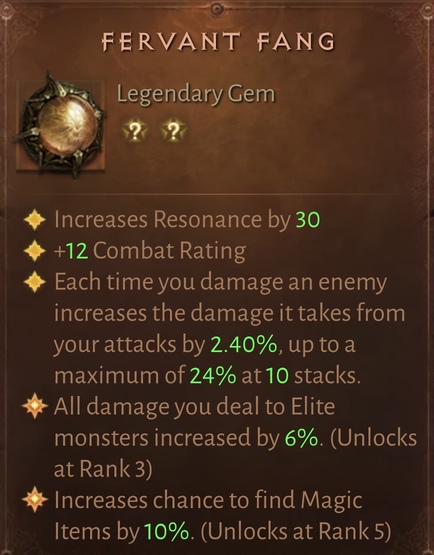 FERVANT FANG
Legendary Gem
? ?
Increases Resonance by 30
+12 Combat Rating
Each time you damage an enemy
increases the damage it takes from
your attacks by 2.40%, up to a
maximum of 24% at 10 stacks.
All damage you deal to Elite
monsters increased by 6%. (Unlocks
at Rank 3)
Increases chance to find Magic
Items by 10%. (Unlocks at Rank 5)